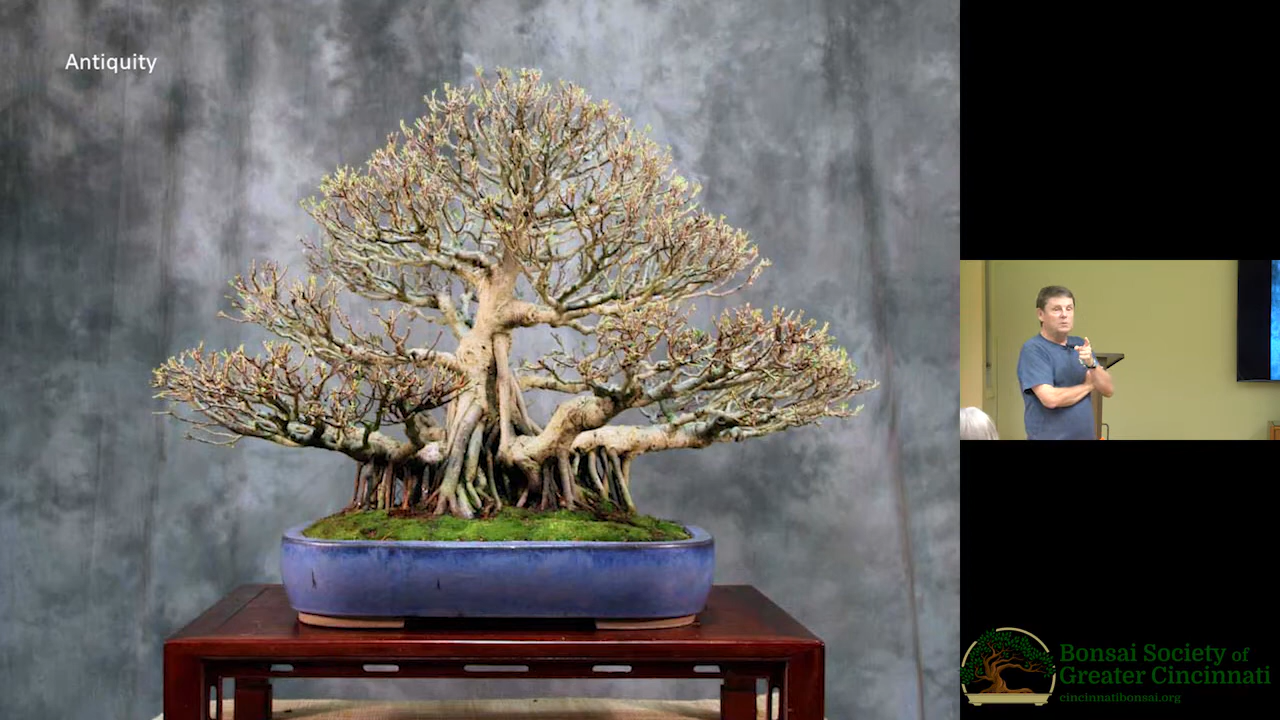 Antiquity
Bonsai Society of
Greater Cincinnati
cincinnatibonsai.org